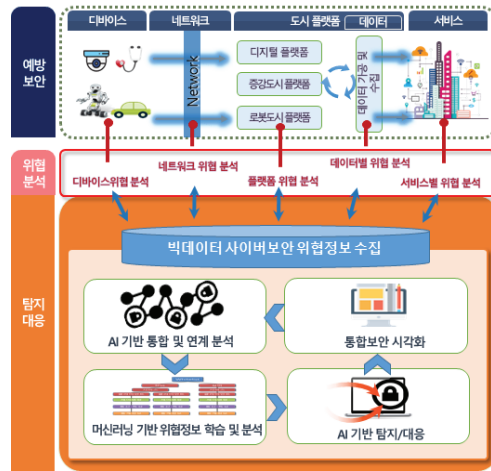 디바이스 네트워크 도시 플랫폼 데이터 서비스
예방
보안
Network
디지털 플랫폼
증강도시 플랫폼
로봇도시 플랫폼
데이터 가공 및
수집
위협
분석
네트워크 위협 분석 데이터별 위협 분석
디바이스위협 분석 플랫폼 위협 분석 서비스별 위협 분석
빅데이터 사이버보안 위협정보 수집
탐지
대응
AI 기반 통합 및 연계 분석
통합보안 시각화
머신러닝 기반 위협정보 학습 및 분석
AI 기반 탐지/대응